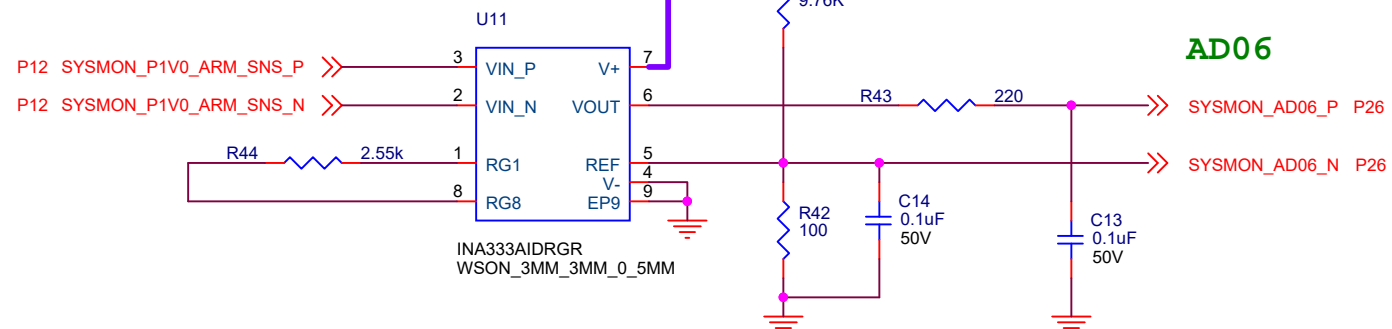 9.76K
U11
AD06
P12 SYSMON_P1V0_ARM_SNS_P
3
VIN_P
V+
7
P12 SYSMON_P1V0_ARM_SNS_N
2
VIN_N
VOUT
6
R43
220
SYSMON_AD06_P P26
R44
2.55k
1
RG1
REF
5
SYSMON_AD06_N P26
V-
4
8
RG8
EP9
9
R42
100
C14
0.1uF
50V
C13
0.1uF
50V
INA333AIDRGR
WSON_3MM_3MM_0_5MM